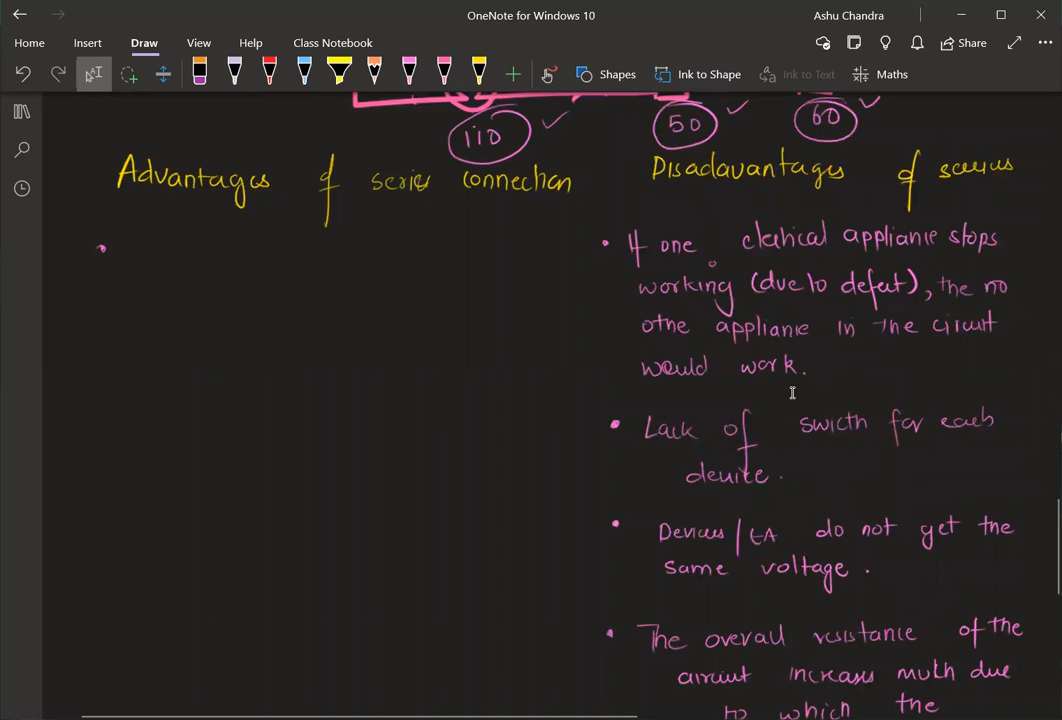 OneNote for Windows 10
Ashu Chandra
Home Insert Draw View Help Class Notebook
Share
Shapes Ink to Shape Ink to Text Maths
110 50 60
Advantages of series connection
Disadavantages of series
If one electrical appliance stops
working (due to defect), the no
othe appliance in the circuit
would work.
Lack of swicth for each
device.
Devices/EA do not get the
same voltage.
The overall resistance of the
circuit increases much due
to which the